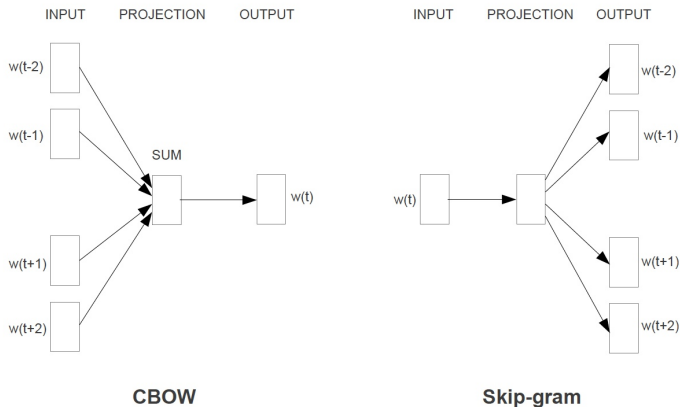 INPUT PROJECTION OUTPUT
w(t-2)
w(t-1)
SUM
w(t)
w(t+1)
w(t+2)
CBOW
INPUT PROJECTION OUTPUT
w(t-2)
w(t-1)
w(t)
w(t+1)
w(t+2)
Skip-gram